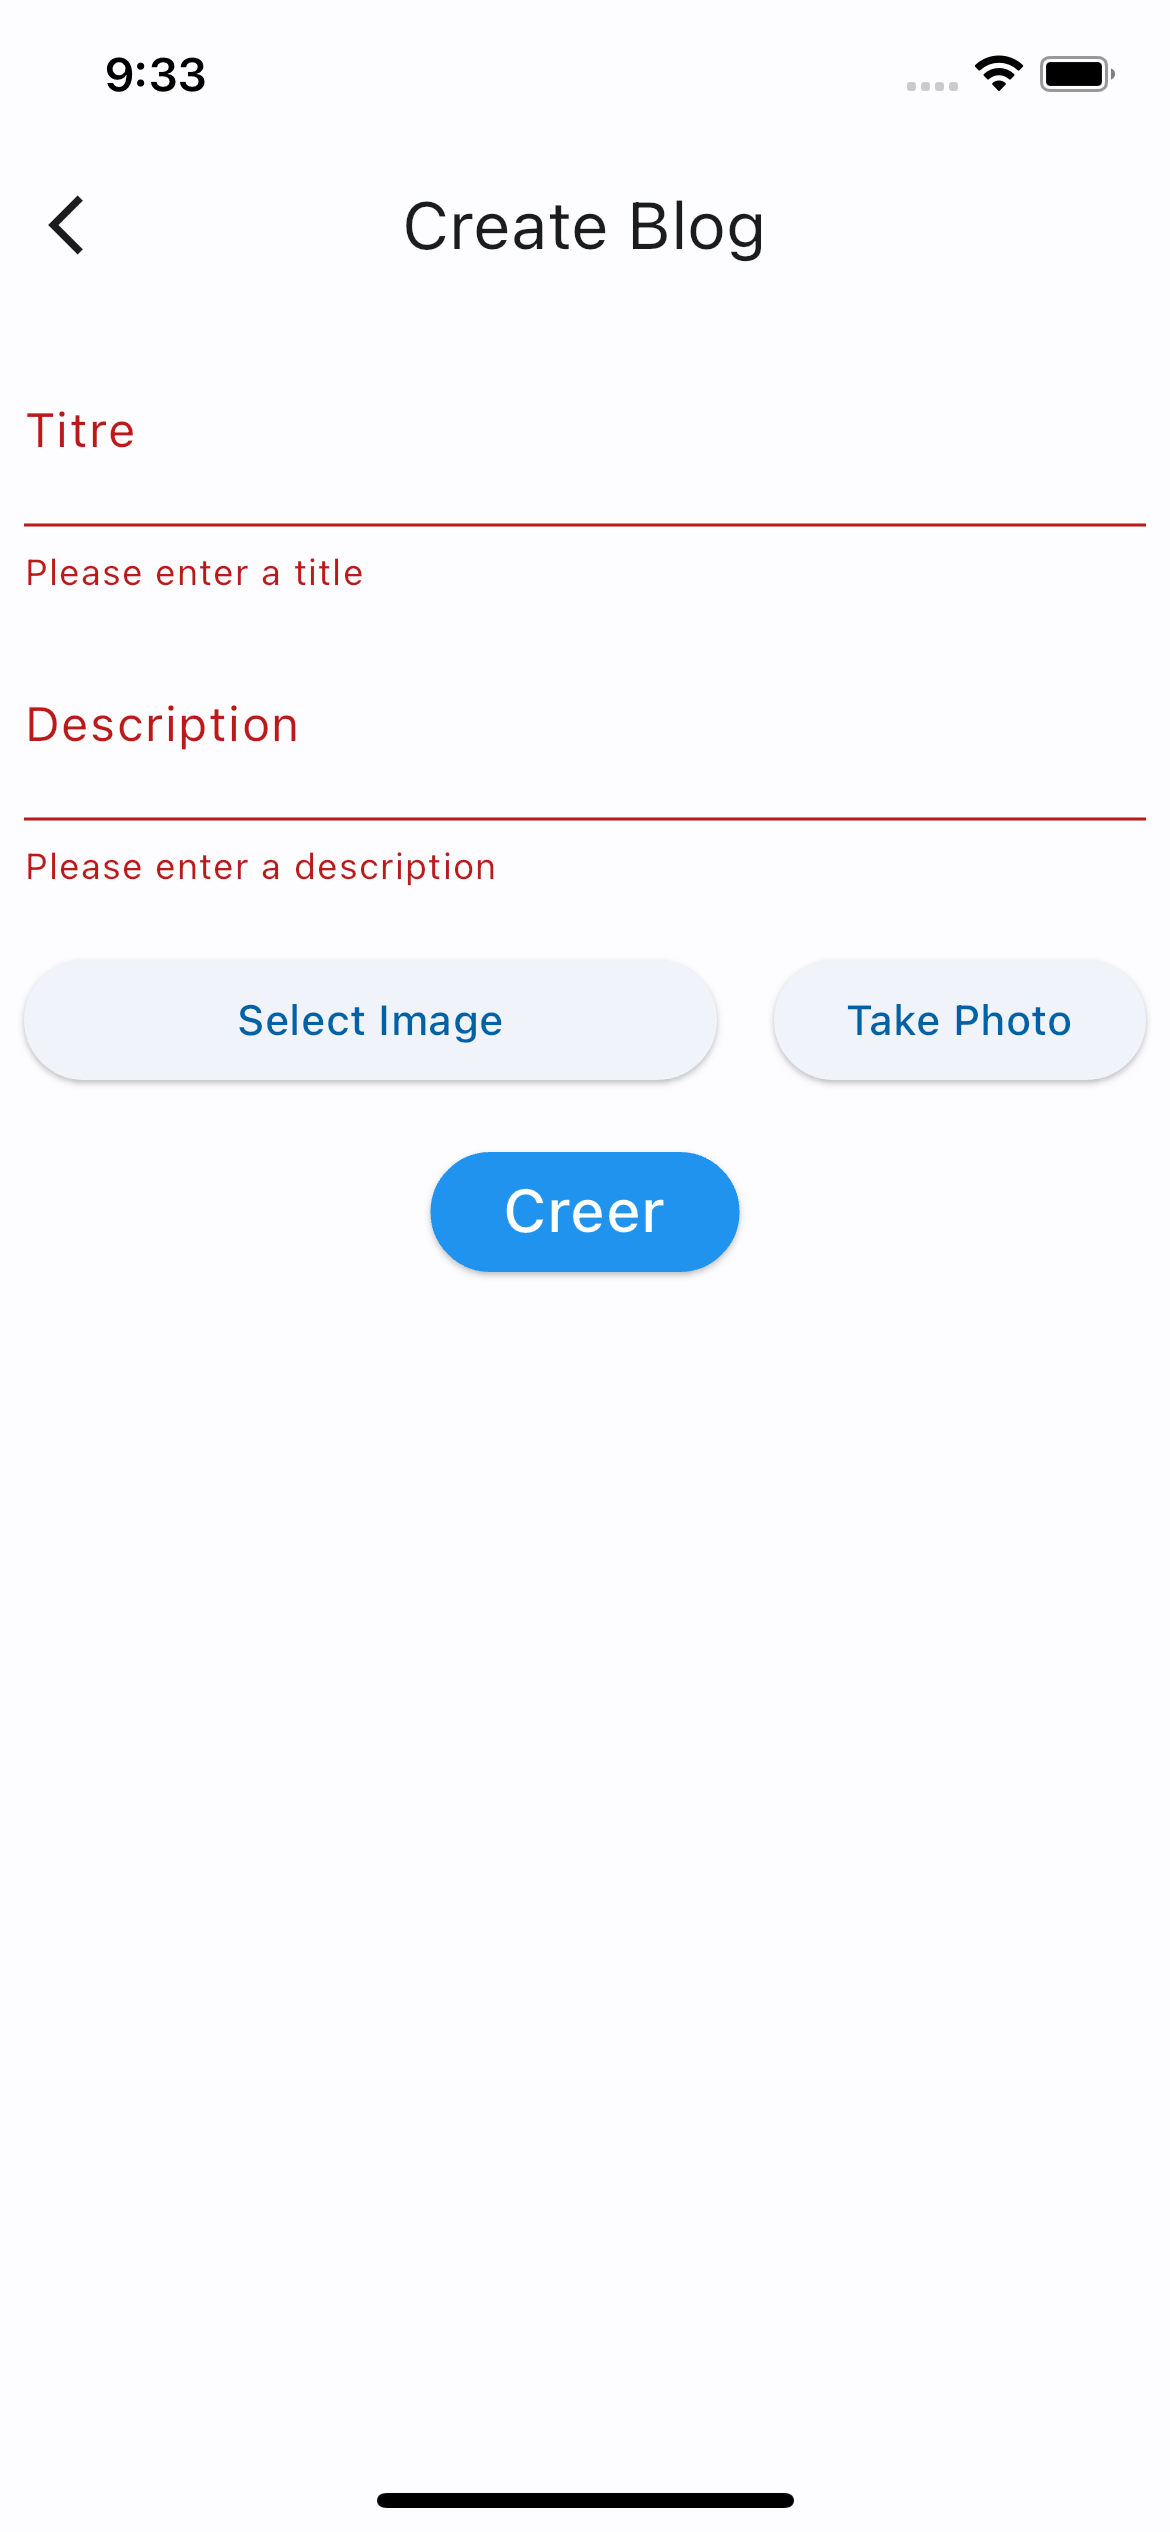 9:33
Create Blog
Titre
Please enter a title
Description
Please enter a description
Select Image
Take Photo
Creer